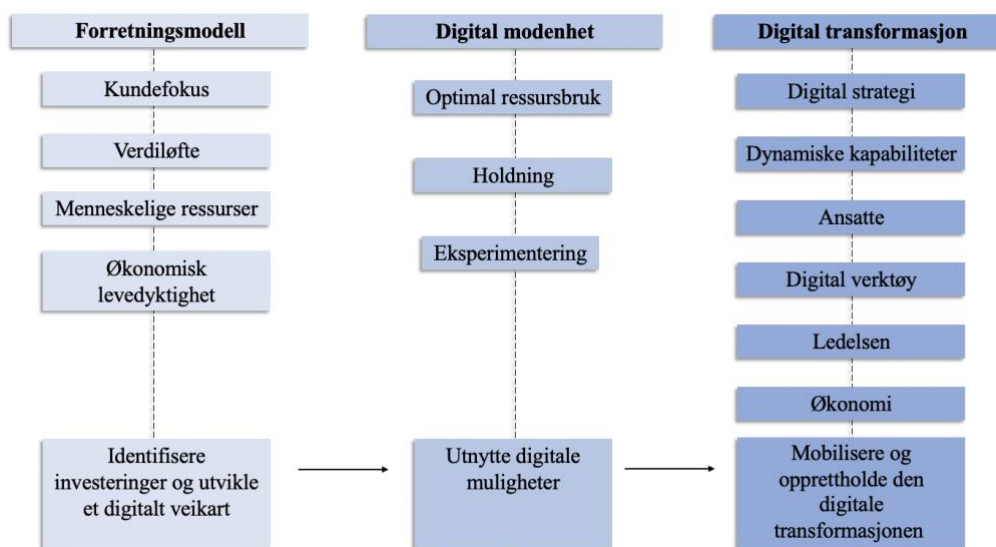 Forretningsmodell
Kundefokus
Verdiløfte
Menneskelige ressurser
Økonomisk
levedyktighet
Identifisere
investeringer og utvikle
et digitalt veikart
Digital modenhet
Optimal ressursbruk
Holdning
Eksperimentering
Utnytte digitale
muligheter
Digital transformasjon
Digital strategi
Dynamiske kapabiliteter
Ansatte
Digital verktøy
Ledelsen
Økonomi
Mobilisere og
opprettholde den
digitale
transformasjonen